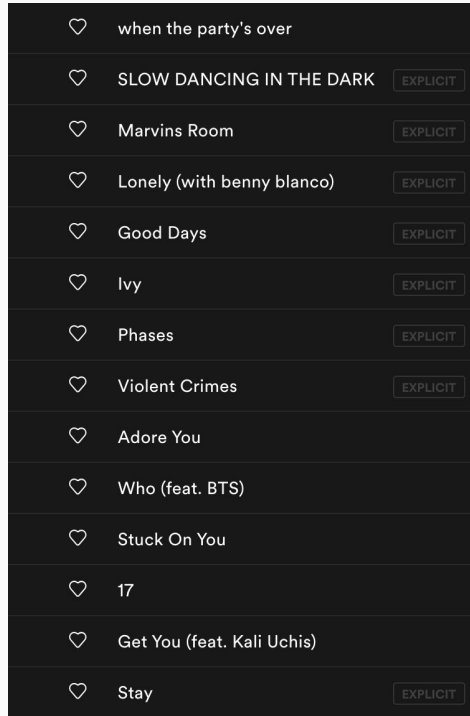 when the party's over
SLOW DANCING IN THE DARK EXPLICIT
Marvins Room EXPLICIT
Lonely (with benny blanco) EXPLICIT
Good Days EXPLICIT
Ivy EXPLICIT
Phases EXPLICIT
Violent Crimes EXPLICIT
Adore You
Who (feat. BTS)
Stuck On You
17
Get You (feat. Kali Uchis)
Stay EXPLICIT